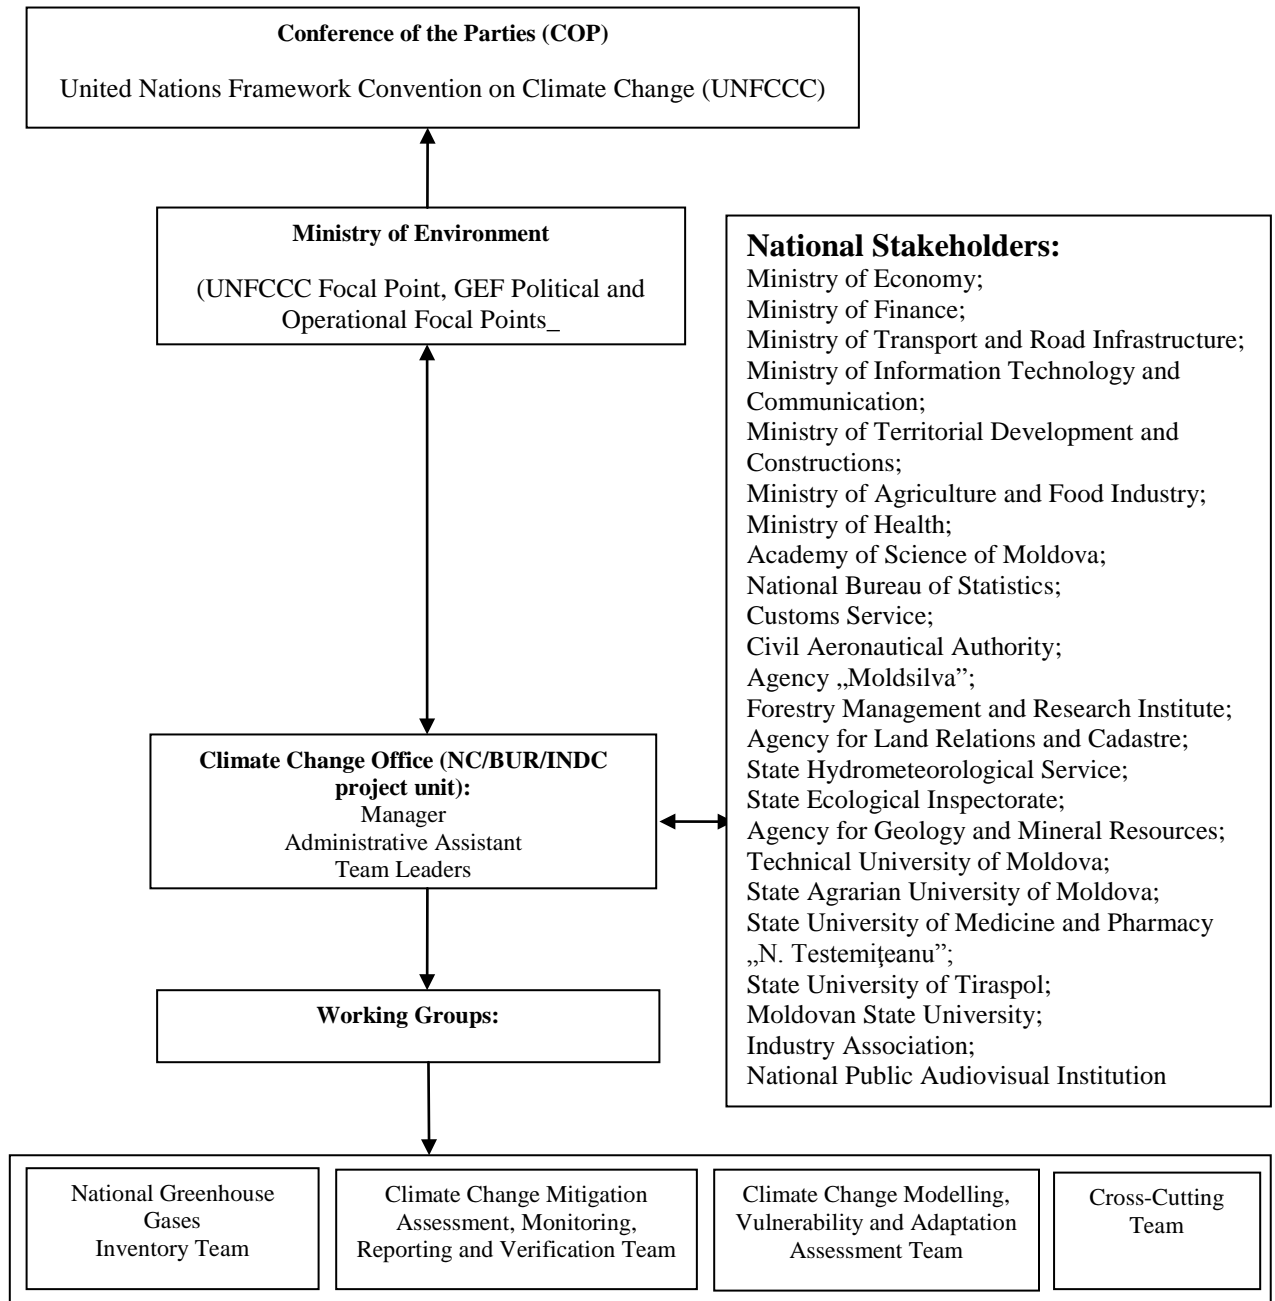 Conference of the Parties (COP)
United Nations Framework Convention on Climate Change (UNFCCC)
Ministry of Environment
(UNFCCC Focal Point, GEF Political and
Operational Focal Points_
National Stakeholders:
Ministry of Economy;
Ministry of Finance;
Ministry of Transport and Road Infrastructure;
Ministry of Information Technology and
Communication;
Ministry of Territorial Development and
Constructions;
Ministry of Agriculture and Food Industry;
Ministry of Health;
Academy of Science of Moldova;
National Bureau of Statistics;
Customs Service;
Civil Aeronautical Authority;
Agency „Moldsilva”;
Forestry Management and Research Institute;
Agency for Land Relations and Cadastre;
State Hydrometeorological Service;
State Ecological Inspectorate;
Agency for Geology and Mineral Resources;
Technical University of Moldova;
State Agrarian University of Moldova;
State University of Medicine and Pharmacy
„N. Testemiţeanu”;
State University of Tiraspol;
Moldovan State University;
Industry Association;
National Public Audiovisual Institution
Climate Change Office (NC/BUR/INDC
project unit):
Manager
Administrative Assistant
Team Leaders
Working Groups:
National Greenhouse
Gases
Inventory Team
Climate Change Mitigation
Assessment, Monitoring,
Reporting and Verification Team
Climate Change Modelling,
Vulnerability and Adaptation
Assessment Team
Cross-Cutting
Team